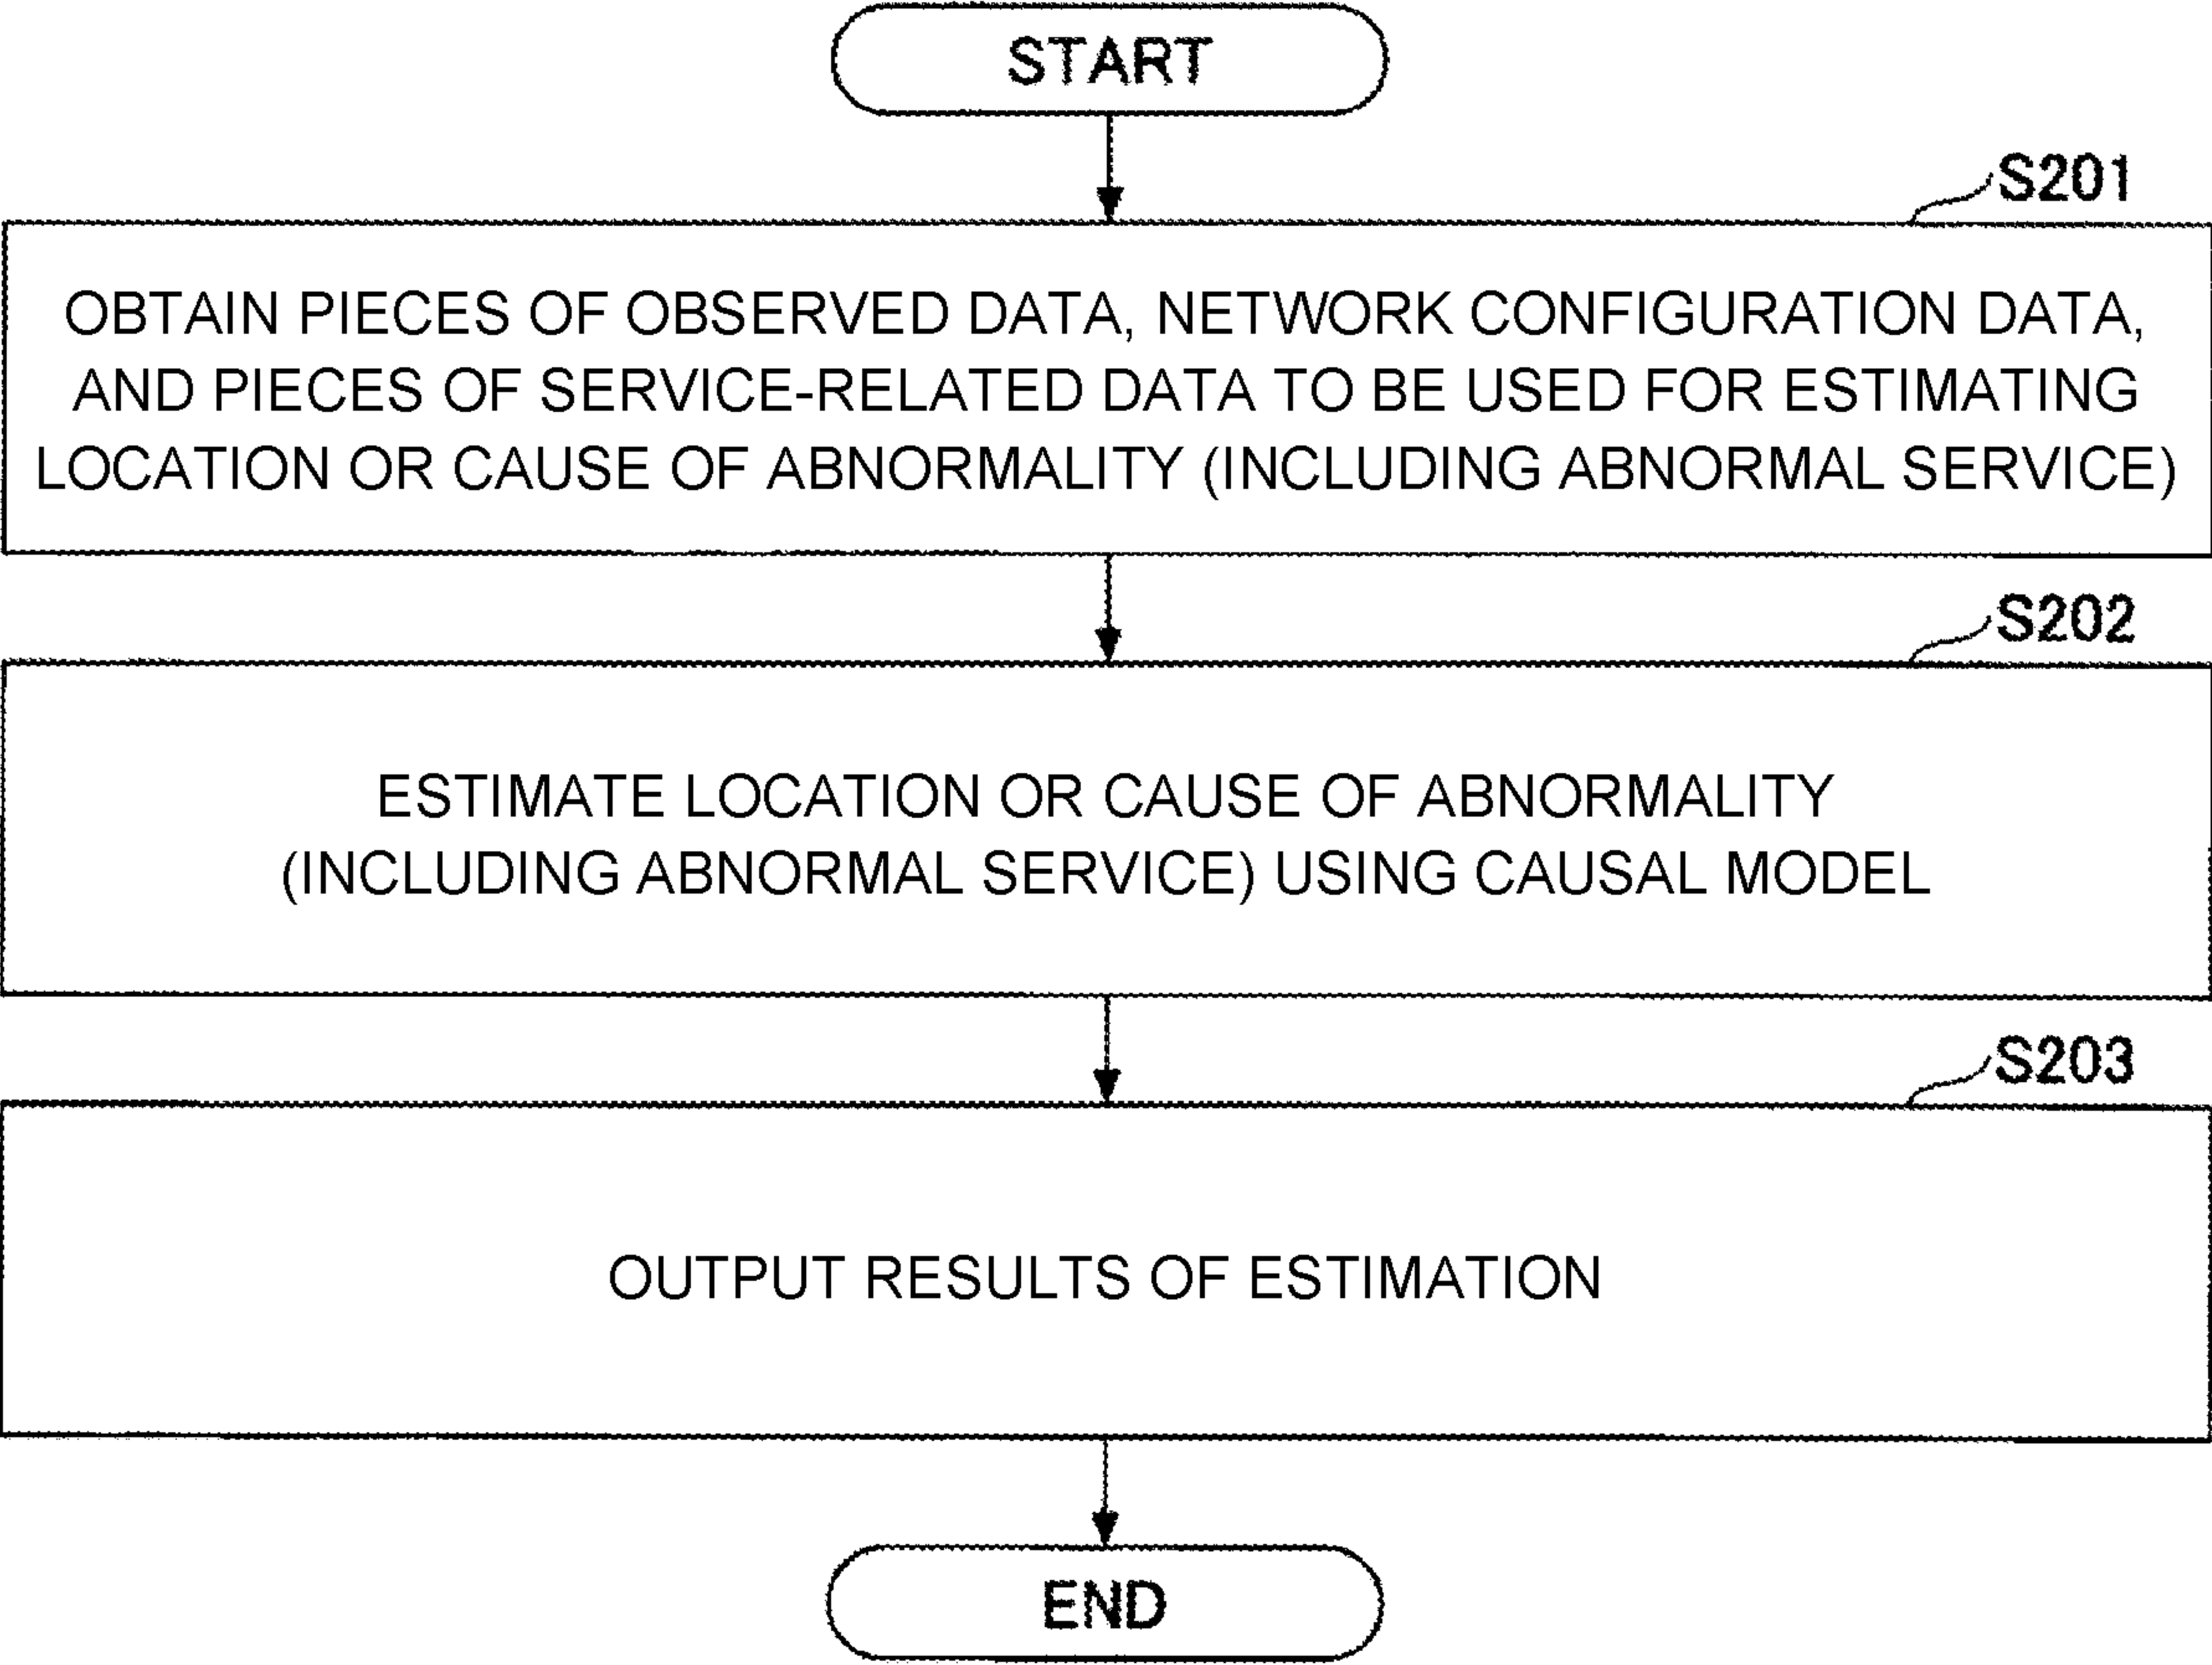 START
S201
OBTAIN PIECES OF OBSERVED DATA, NETWORK CONFIGURATION DATA,
AND PIECES OF SERVICE-RELATED DATA TO BE USED FOR ESTIMATING
LOCATION OR CAUSE OF ABNORMALITY (INCLUDING ABNORMAL SERVICE)
S202
ESTIMATE LOCATION OR CAUSE OF ABNORMALITY
(INCLUDING ABNORMAL SERVICE) USING CAUSAL MODEL
S203
OUTPUT RESULTS OF ESTIMATION
END